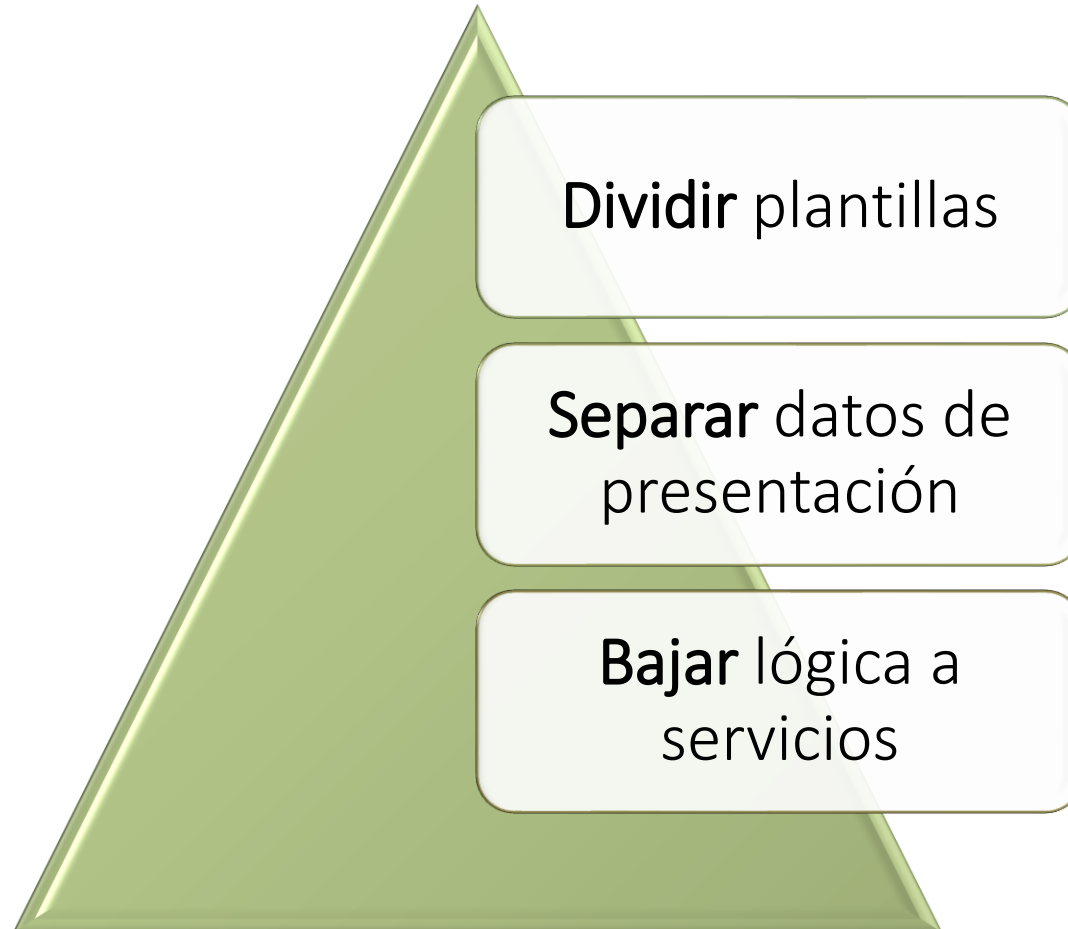 Dividir plantillas
Separar datos de
presentación
Bajar lógica a
servicios